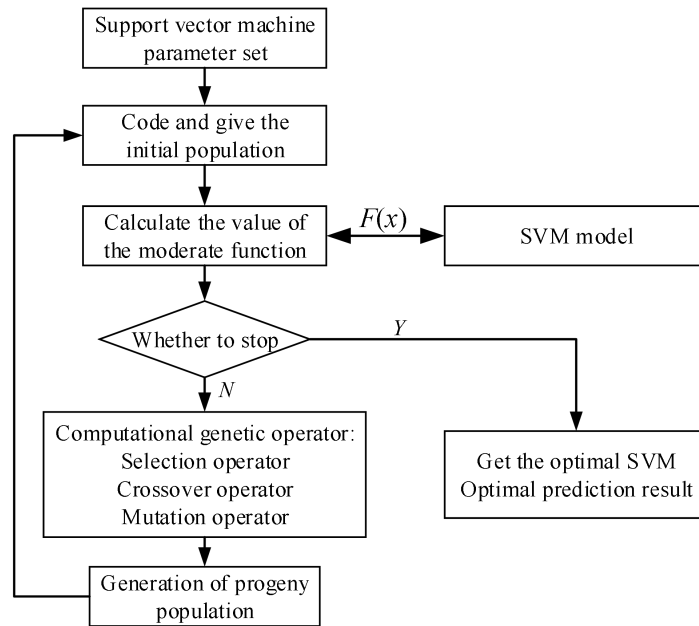 Support vector machine
parameter set
Code and give the
initial population
Calculate the value of
the moderate function
F(x)
SVM model
Whether to stop
Y
N
Computational genetic operator:
Selection operator
Crossover operator
Mutation operator
Get the optimal SVM
Optimal prediction result
Generation of progeny
population